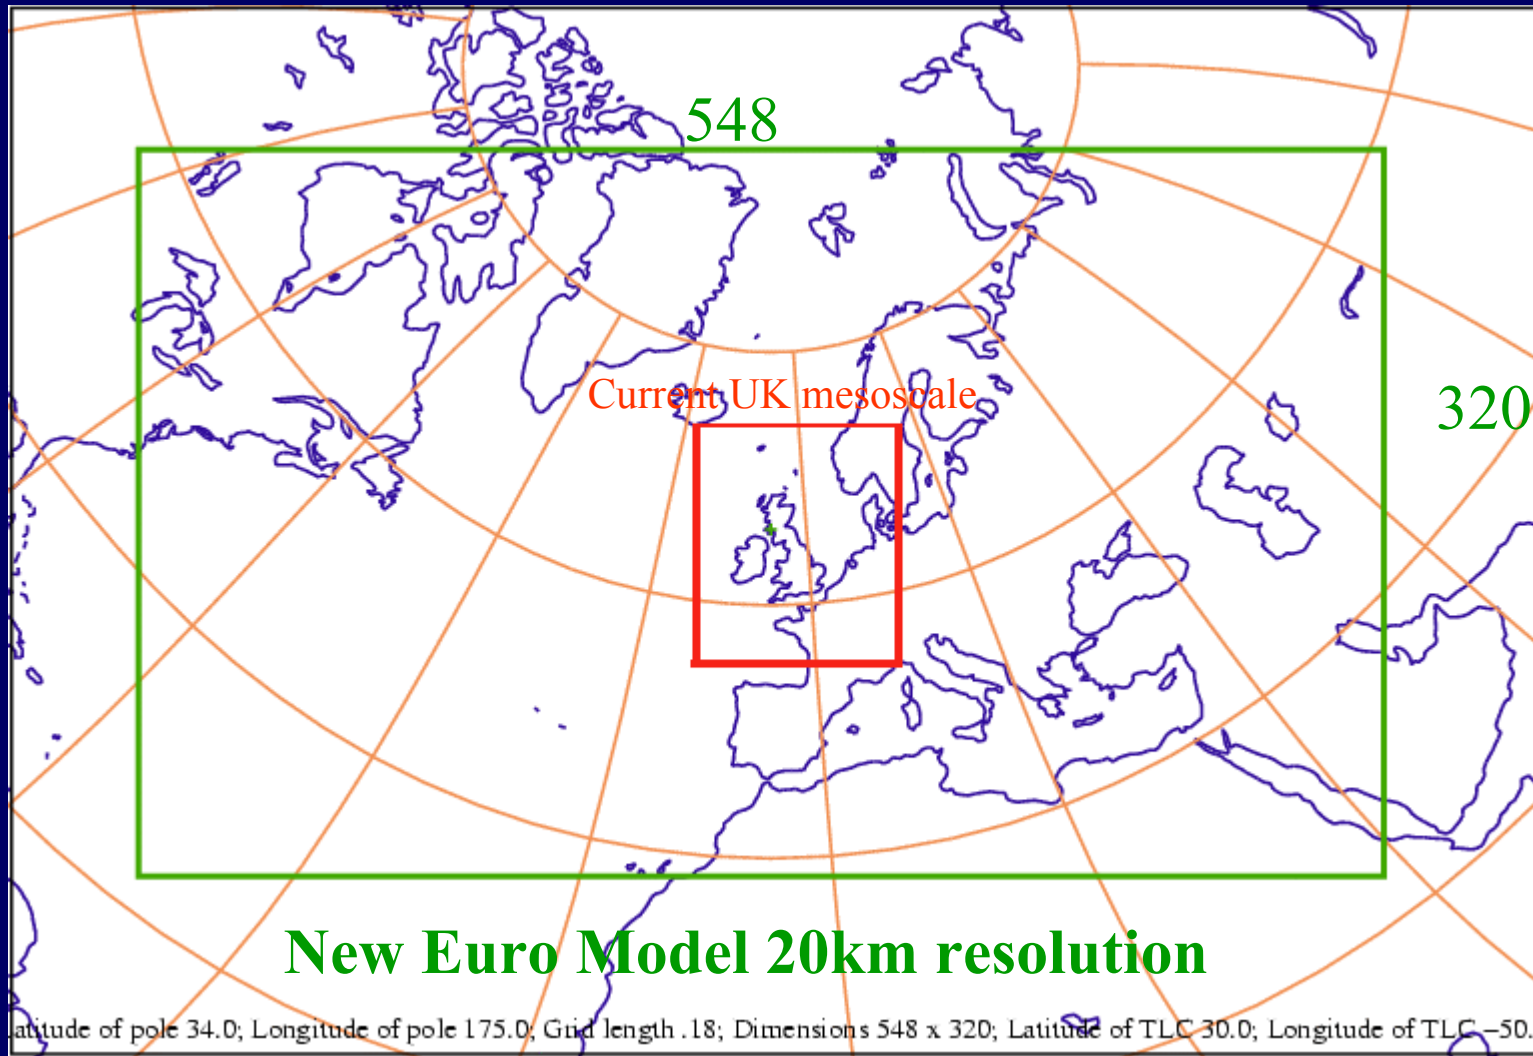 548
Current UK mesoscale
320
New Euro Model 20km resolution
atitude of pole 34.0; Longitude of pole 175.0; Grid length .18; Dimensions 548 x 320; Latitude of TLC 30.0; Longitude of TLC −50.